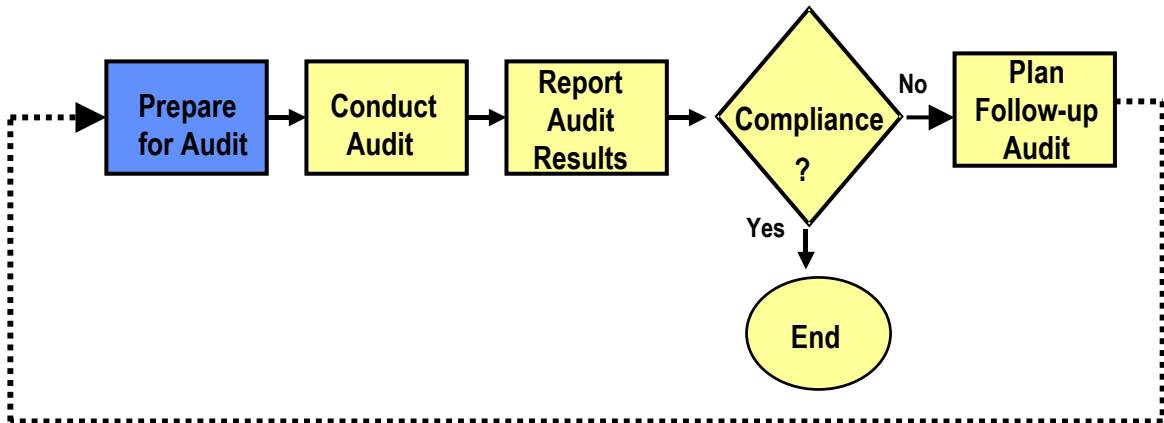 Prepare
for Audit
Conduct
Audit
Report
Audit
Results
Compliance
?
No
Plan
Follow-up
Audit
Yes
End